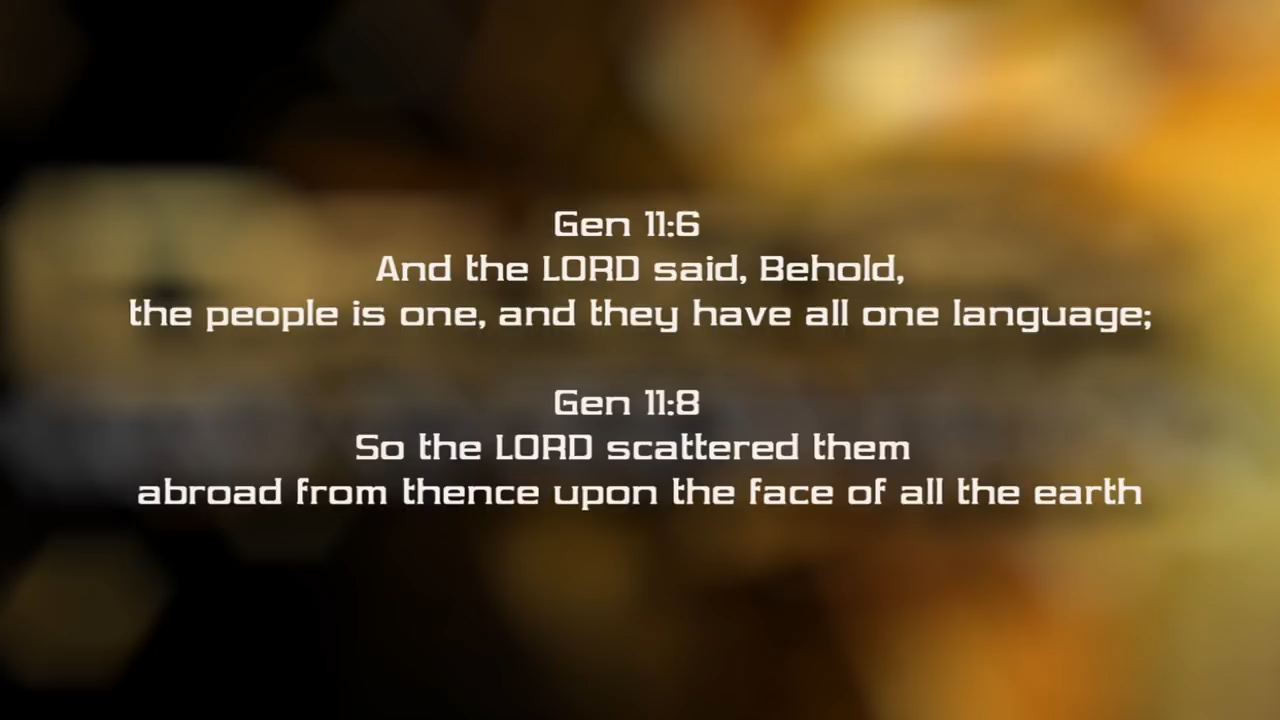 Gen 11:6
And the LORD said, Behold,
the people is one, and they have all one language;
Gen 11:8
So the LORD scattered them
abroad from thence upon the face of all the earth